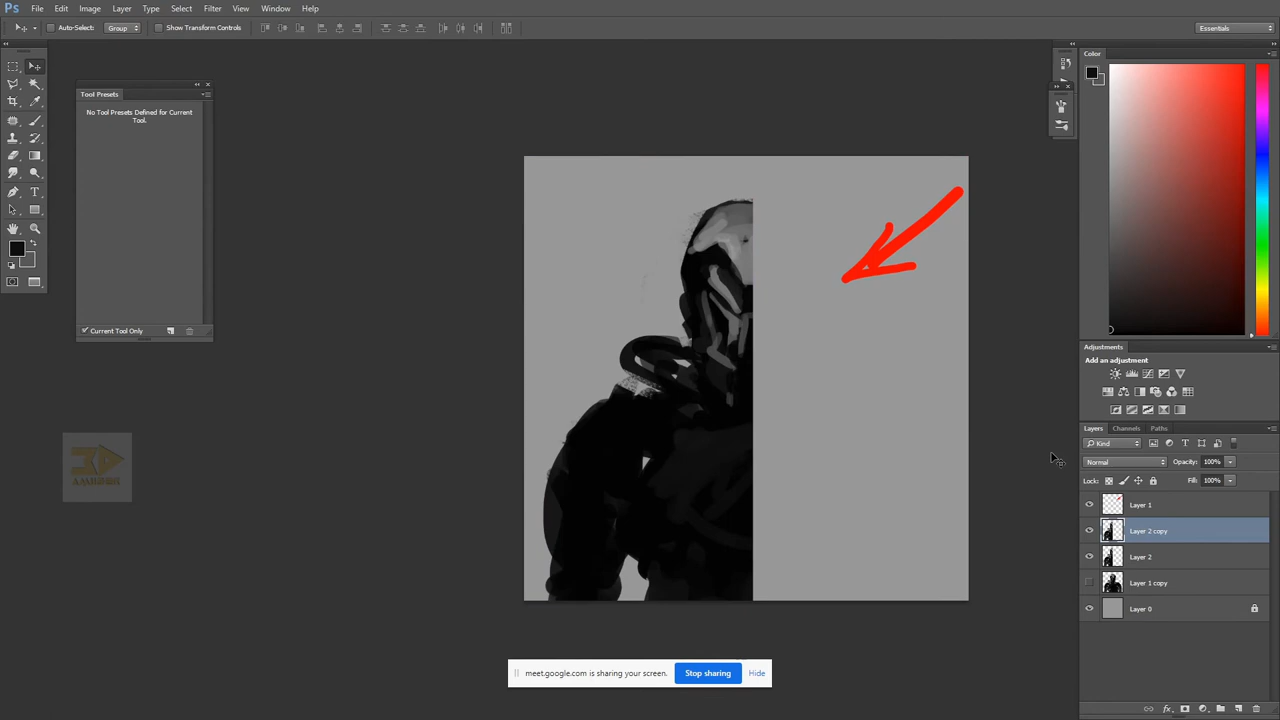 Ps File Edit Image Layer Type Select Filter View Window Help
Auto-Select: Group Show Transform Controls Essentials
Color
Tool Presets
No Tool Presets Defined for Current
Tool.
Current Tool Only
Adjustments
Add an adjustment
Layers Channels Paths
Kind
Normal Opacity: 100%
Lock: Fill: 100%
Layer 1
Layer 2 copy
Layer 2
Layer 1 copy
Layer 0
meet.google.com is sharing your screen. Stop sharing Hide